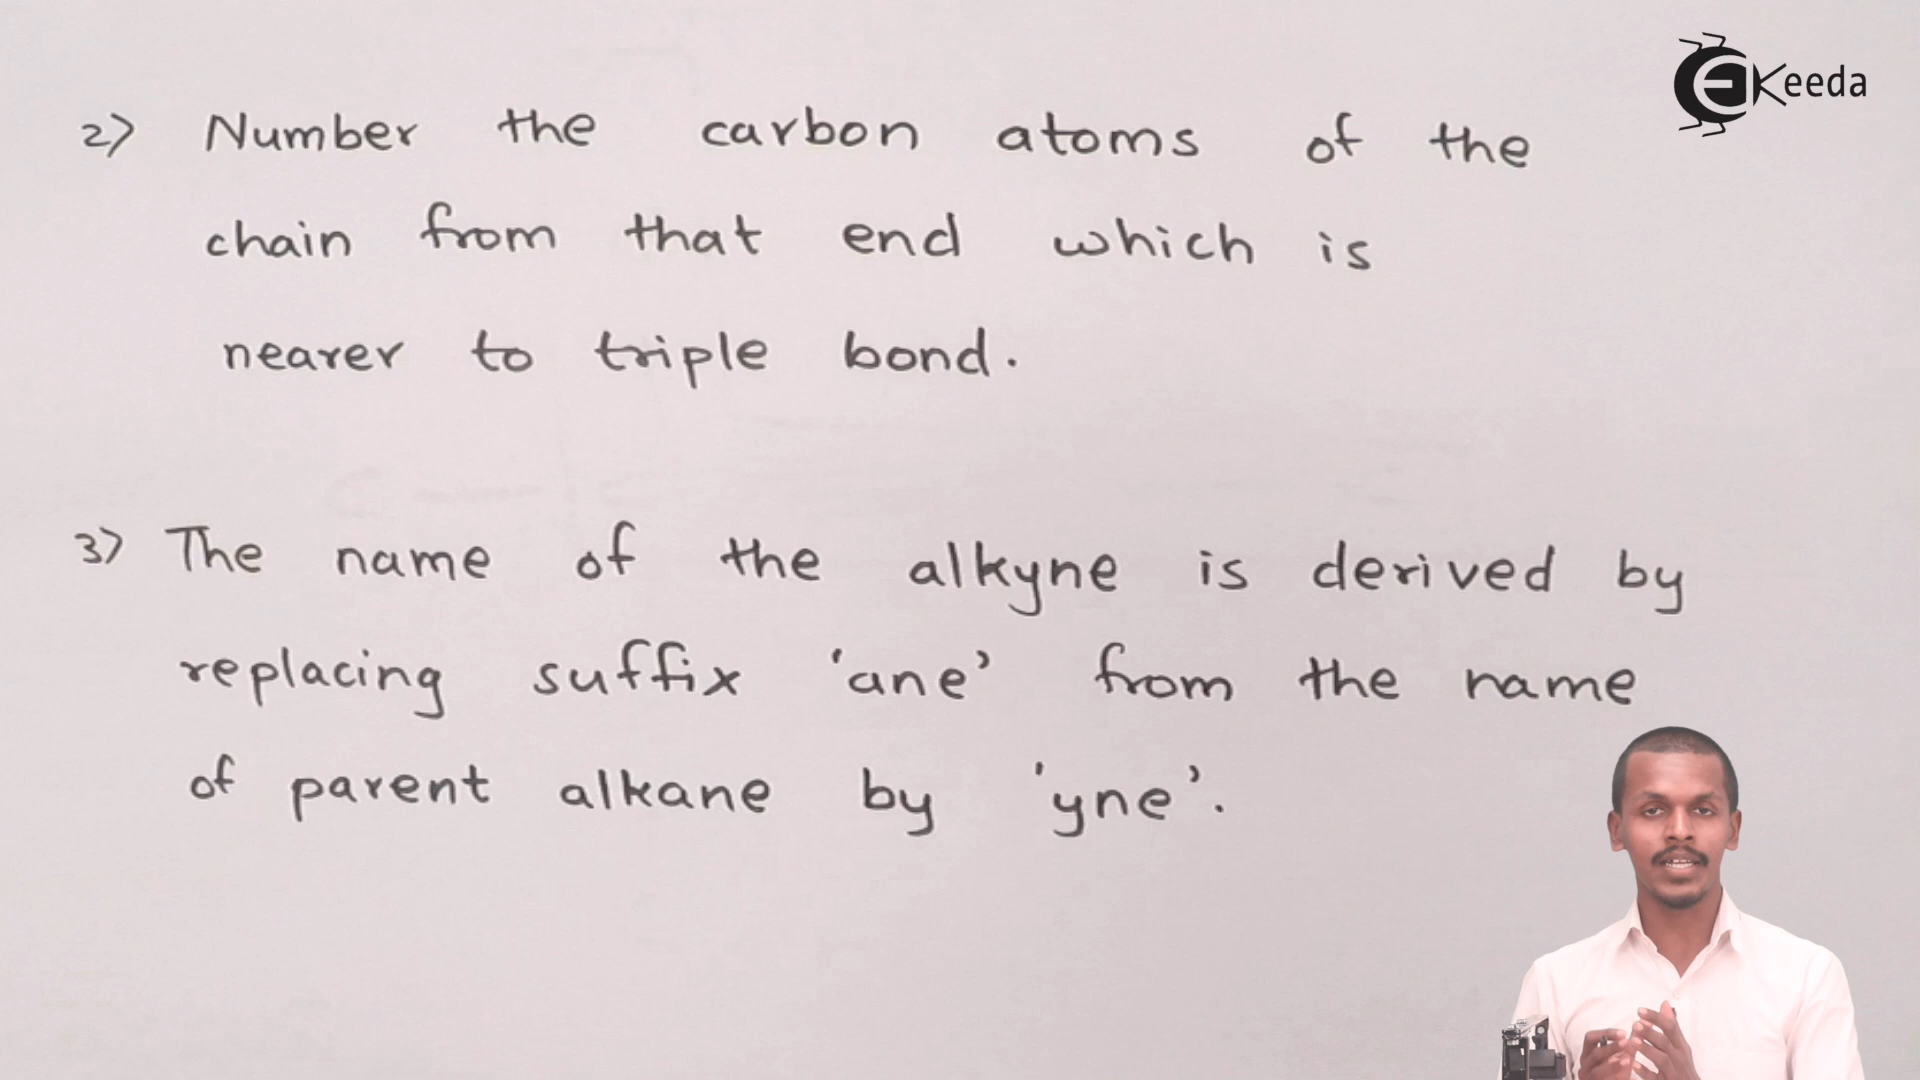 Keeda
2) Number the carbon atoms of the
chain from that end which is
nearer to triple bond.
3) The name of the alkyne is derived by
replacing suffix 'ane' from the name
of parent alkane by 'yne'.